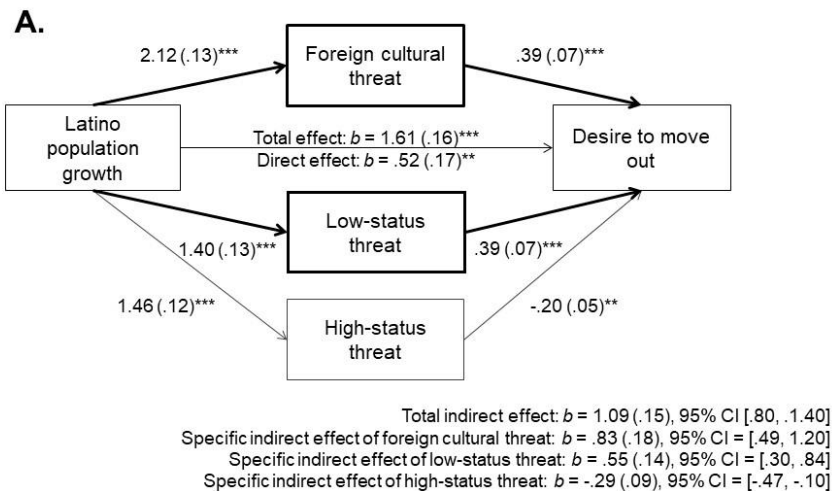 A.
2.12 (.13)***
Foreign cultural
threat
.39 (.07)***
Latino
population
growth
Total effect: b = 1.61 (.16)***
Direct effect: b = .52 (.17)**
Desire to move
out
1.40 (.13)***
Low-status
threat
.39 (.07)***
1.46 (.12)***
High-status
threat
-.20 (.05)**
Total indirect effect: b = 1.09 (.15), 95% CI [.80, .1.40]
Specific indirect effect of foreign cultural threat: b = .83 (.18), 95% CI = [.49, 1.20]
Specific indirect effect of low-status threat: b = .55 (.14), 95% CI = [.30, .84]
Specific indirect effect of high-status threat: b = -.29 (.09), 95% CI = [-.47, -.10]